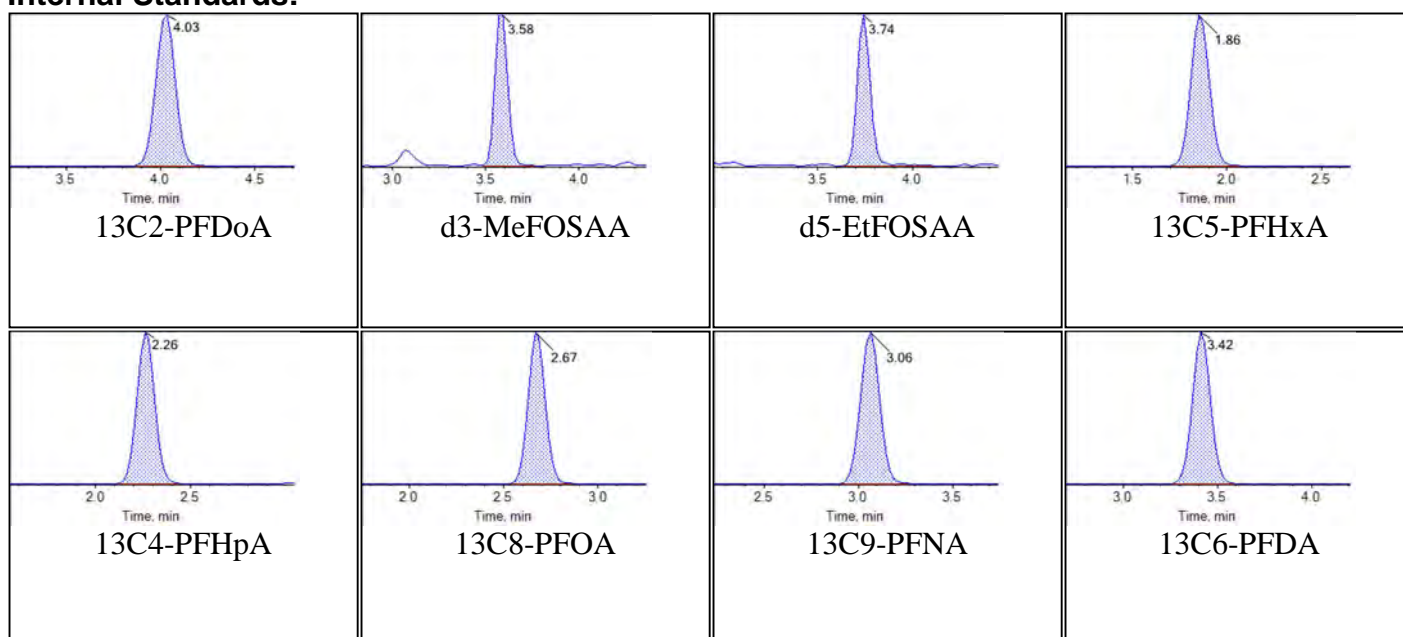 Internal Standards:
4.03
3.5 4.0 4.5
Time, min
13C2-PFDoA
3.58
3.0 3.5 4.0
Time, min
d3-MeFOSAA
3.74
3.5 4.0
Time, min
d5-EtFOSAA
1.86
1.5 2.0 2.5
Time, min
13C5-PFHxA
2.26
2.0 2.5
Time, min
13C4-PFHpA
2.67
2.0 2.5 3.0
Time, min
13C8-PFOA
3.06
2.5 3.0 3.5
Time, min
13C9-PFNA
3.42
3.0 3.5 4.0
Time, min
13C6-PFDA